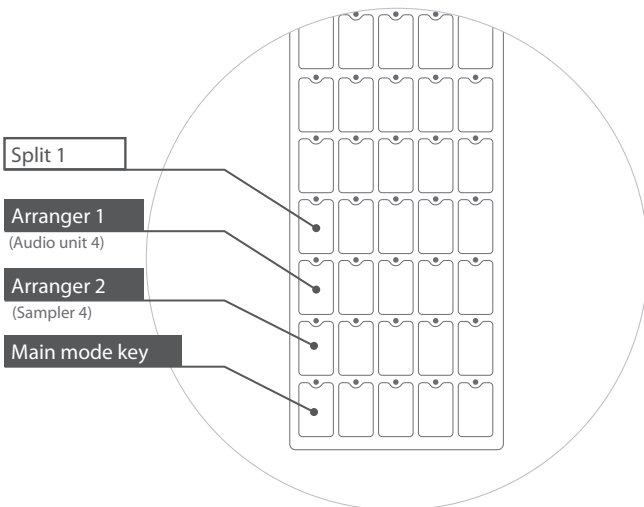 Split 1
Arranger 1
(Audio unit 4)
Arranger 2
(Sampler 4)
Main mode key